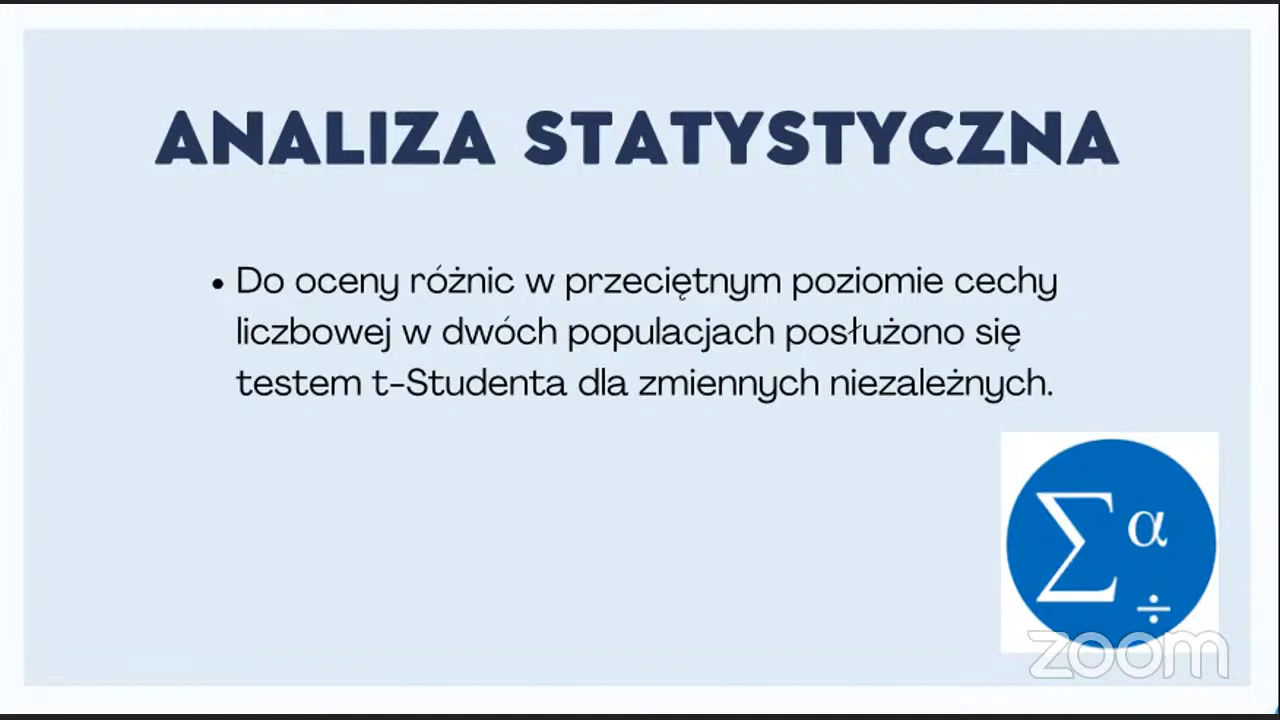 ANALIZA STATYSTYCZNA
• Do oceny różnic w przeciętnym poziomie cechy
liczbowej w dwóch populacjach posłużono się
testem t-Studenta dla zmiennych niezależnych.
Σ α
÷
zoom